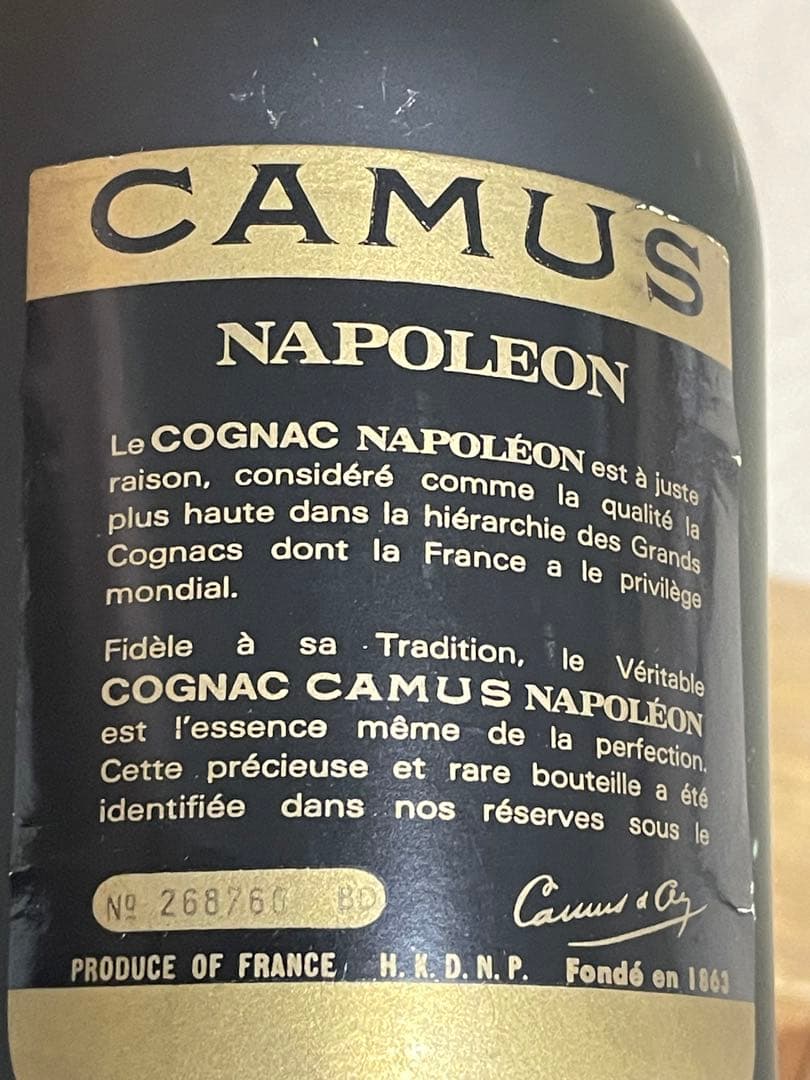 CAMUS
NAPOLEON
Le COGNAC NAPOLÉON est à juste
raison, considéré comme la qualité la
plus haute dans la hiérarchie des Grands
Cognacs dont la France a le privilège
mondial.
Fidèle à sa Tradition, le Véritable
COGNAC CAMUS NAPOLÉON
est l'essence même de la perfection.
Cette précieuse et rare bouteille a été
identifiée dans nos réserves sous le
Nº 268760 BD
Camus & Cie
PRODUCE OF FRANCE H. K. D. N. P. Fondé en 1863